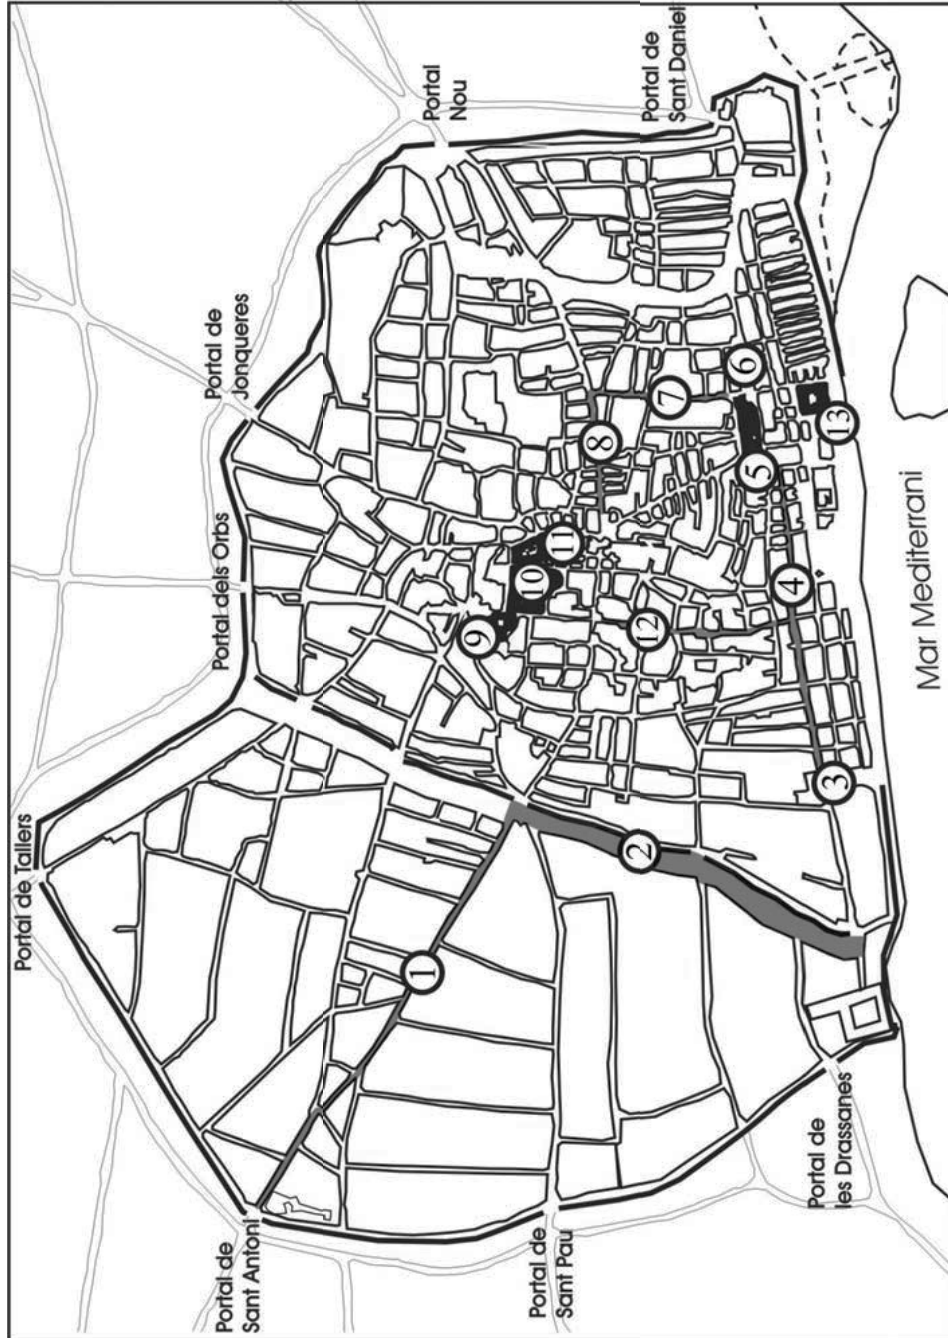 Portal de
Sant Antoni
Portal de Tallers
Portal dels Orbs
Portal de
Jonqueres
Portal
Nou
Portal de
Sant Daniel
Portal de
Sant Pau
Portal de
les Drassanes
Mar Mediterrani
1
2
3
4
5
6
7
8
9
10
11
12
13